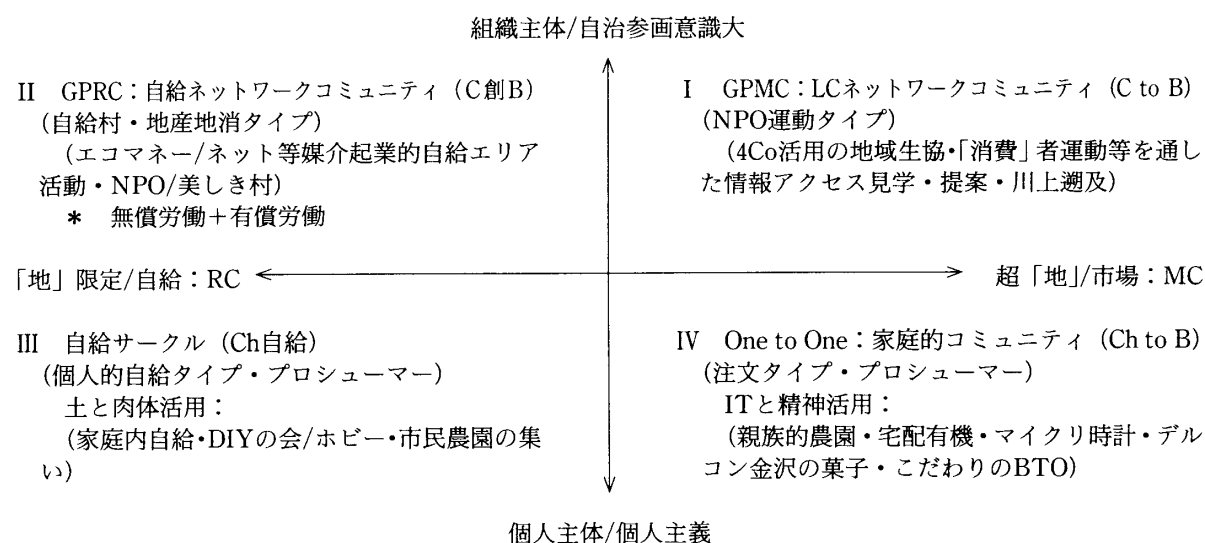 組織主体/自治参画意識大
II　GPRC：自給ネットワークコミュニティ（C創B）
（自給村・地産地消タイプ）
（エコマネー/ネット等媒介起業的自給エリア
活動・NPO/美しき村）
＊　無償労働＋有償労働
I　GPMC：LCネットワークコミュニティ（C to B）
（NPO運動タイプ）
（4Co活用の地域生協・「消費」者運動等を通し
た情報アクセス見学・提案・川上遡及）
「地」限定/自給：RC
超「地」/市場：MC
III　自給サークル（Ch自給）
（個人的自給タイプ・プロシューマー）
土と肉体活用：
（家庭内自給・DIYの会/ホビー・市民農園の集
い）
IV　One to One：家庭的コミュニティ（Ch to B）
（注文タイプ・プロシューマー）
ITと精神活用：
（親族的農園・宅配有機・マイクリ時計・デル
コン金沢の菓子・こだわりのBTO）
個人主体/個人主義